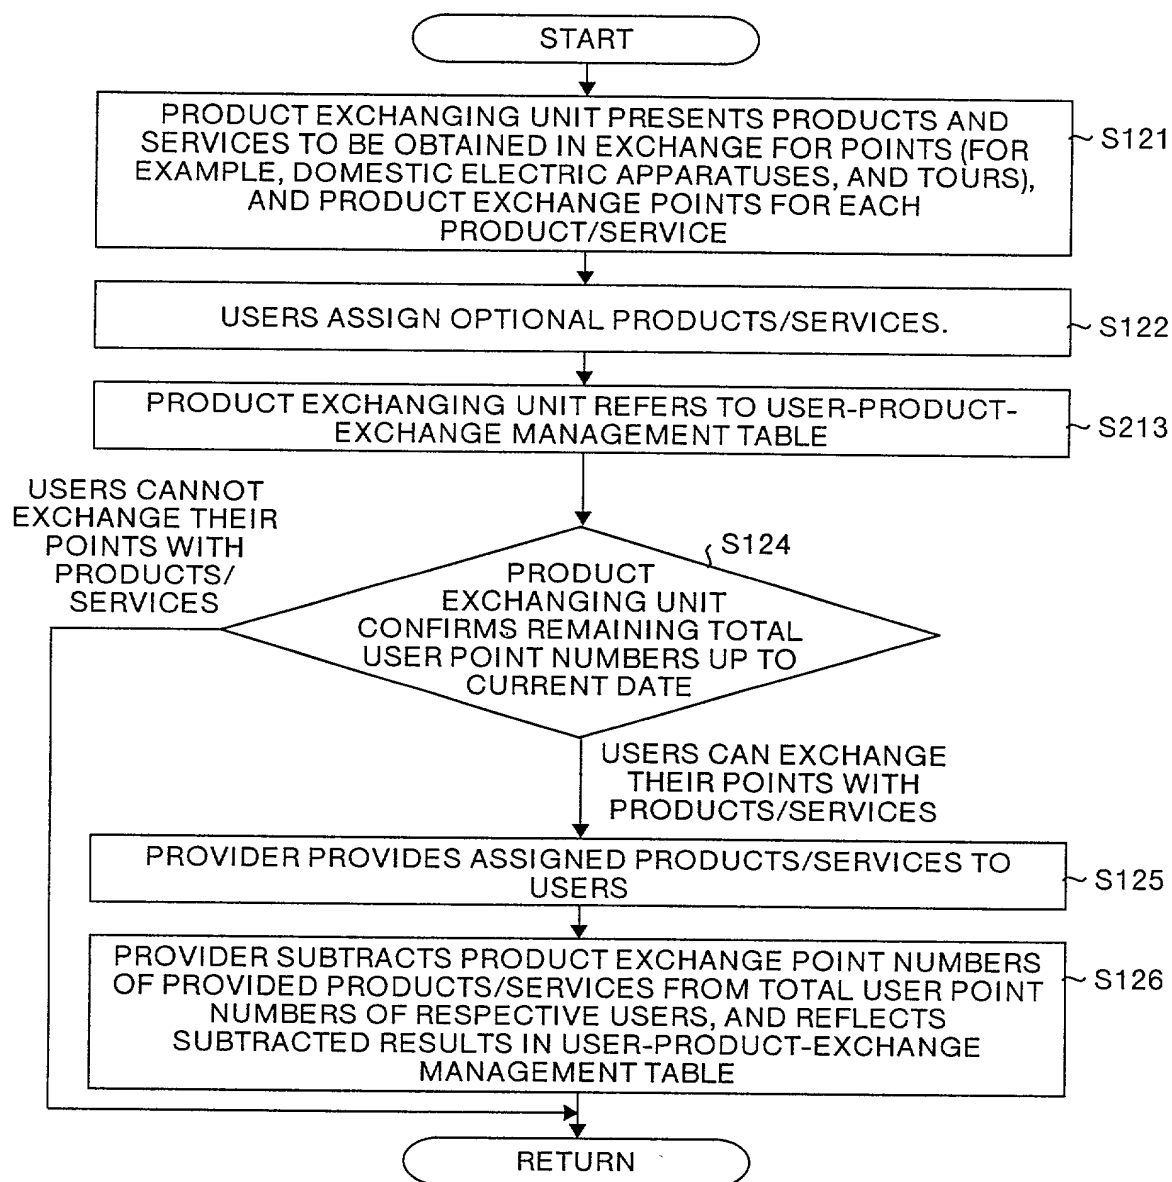 START
PRODUCT EXCHANGING UNIT PRESENTS PRODUCTS AND
SERVICES TO BE OBTAINED IN EXCHANGE FOR POINTS (FOR
EXAMPLE, DOMESTIC ELECTRIC APPARATUSES, AND TOURS),
AND PRODUCT EXCHANGE POINTS FOR EACH
PRODUCT/SERVICE
S121
USERS ASSIGN OPTIONAL PRODUCTS/SERVICES.
S122
PRODUCT EXCHANGING UNIT REFERS TO USER-PRODUCT-
EXCHANGE MANAGEMENT TABLE
S213
USERS CANNOT
EXCHANGE THEIR
POINTS WITH
PRODUCTS/
SERVICES
S124
PRODUCT
EXCHANGING UNIT
CONFIRMS REMAINING TOTAL
USER POINT NUMBERS UP TO
CURRENT DATE
USERS CAN EXCHANGE
THEIR POINTS WITH
PRODUCTS/SERVICES
PROVIDER PROVIDES ASSIGNED PRODUCTS/SERVICES TO
USERS
S125
PROVIDER SUBTRACTS PRODUCT EXCHANGE POINT NUMBERS
OF PROVIDED PRODUCTS/SERVICES FROM TOTAL USER POINT
NUMBERS OF RESPECTIVE USERS, AND REFLECTS
SUBTRACTED RESULTS IN USER-PRODUCT-EXCHANGE
MANAGEMENT TABLE
S126
RETURN